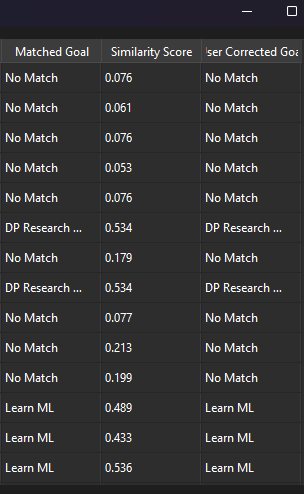 Matched Goal Similarity Score Jser Corrected Goa
No Match 0.076 No Match
No Match 0.061 No Match
No Match 0.076 No Match
No Match 0.053 No Match
No Match 0.076 No Match
DP Research ... 0.534 DP Research ...
No Match 0.179 No Match
DP Research ... 0.534 DP Research ...
No Match 0.077 No Match
No Match 0.213 No Match
No Match 0.199 No Match
Learn ML 0.489 Learn ML
Learn ML 0.433 Learn ML
Learn ML 0.536 Learn ML